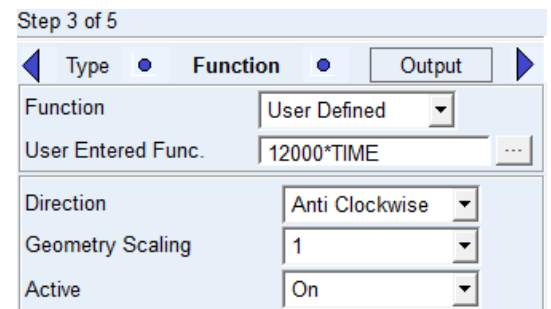 Step 3 of 5
Type Function Output
Function User Defined
User Entered Func. 12000*TIME ...
Direction Anti Clockwise
Geometry Scaling 1
Active On